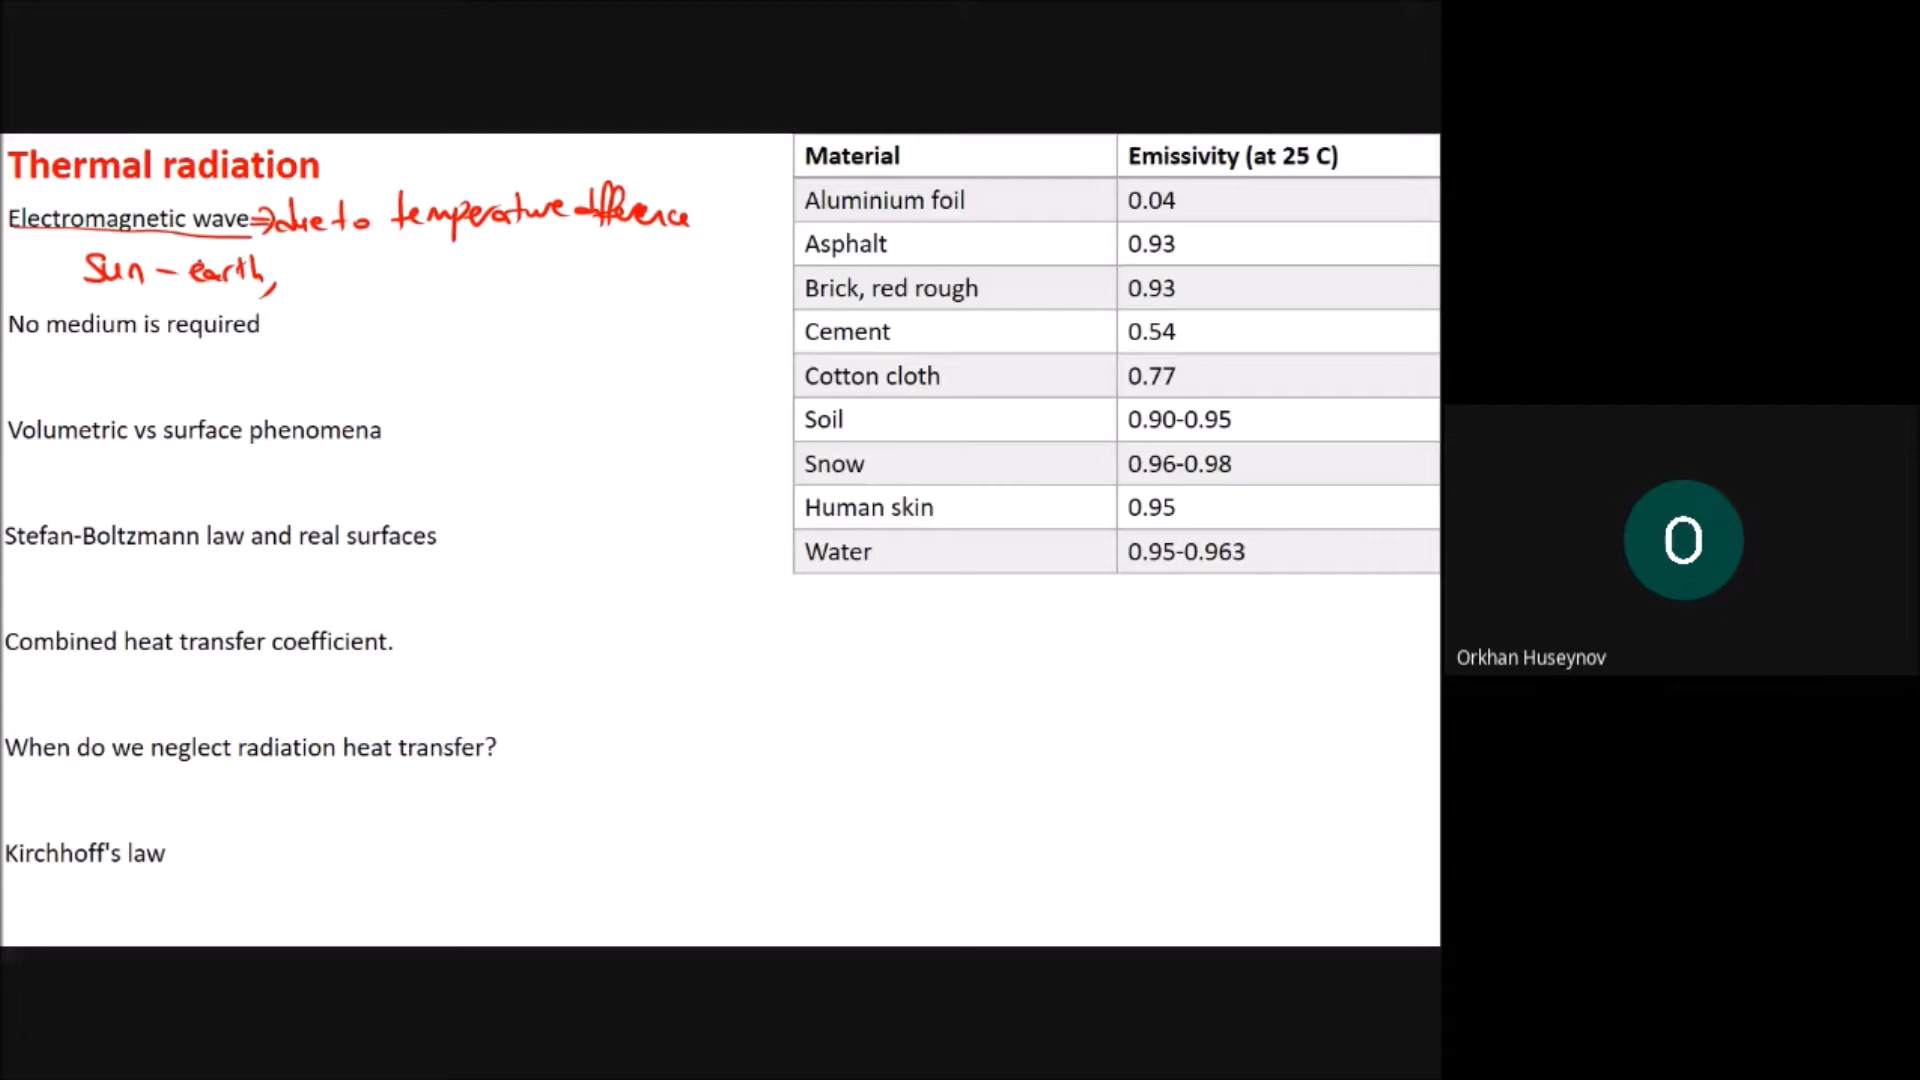 Thermal radiation
Electromagnetic wave ⇒ due to temperature difference
Sun - earth,
No medium is required
Volumetric vs surface phenomena
Stefan-Boltzmann law and real surfaces
Combined heat transfer coefficient.
When do we neglect radiation heat transfer?
Kirchhoff's law
Material Emissivity (at 25 C)
Aluminium foil 0.04
Asphalt 0.93
Brick, red rough 0.93
Cement 0.54
Cotton cloth 0.77
Soil 0.90-0.95
Snow 0.96-0.98
Human skin 0.95
Water 0.95-0.963
O
Orkhan Huseynov